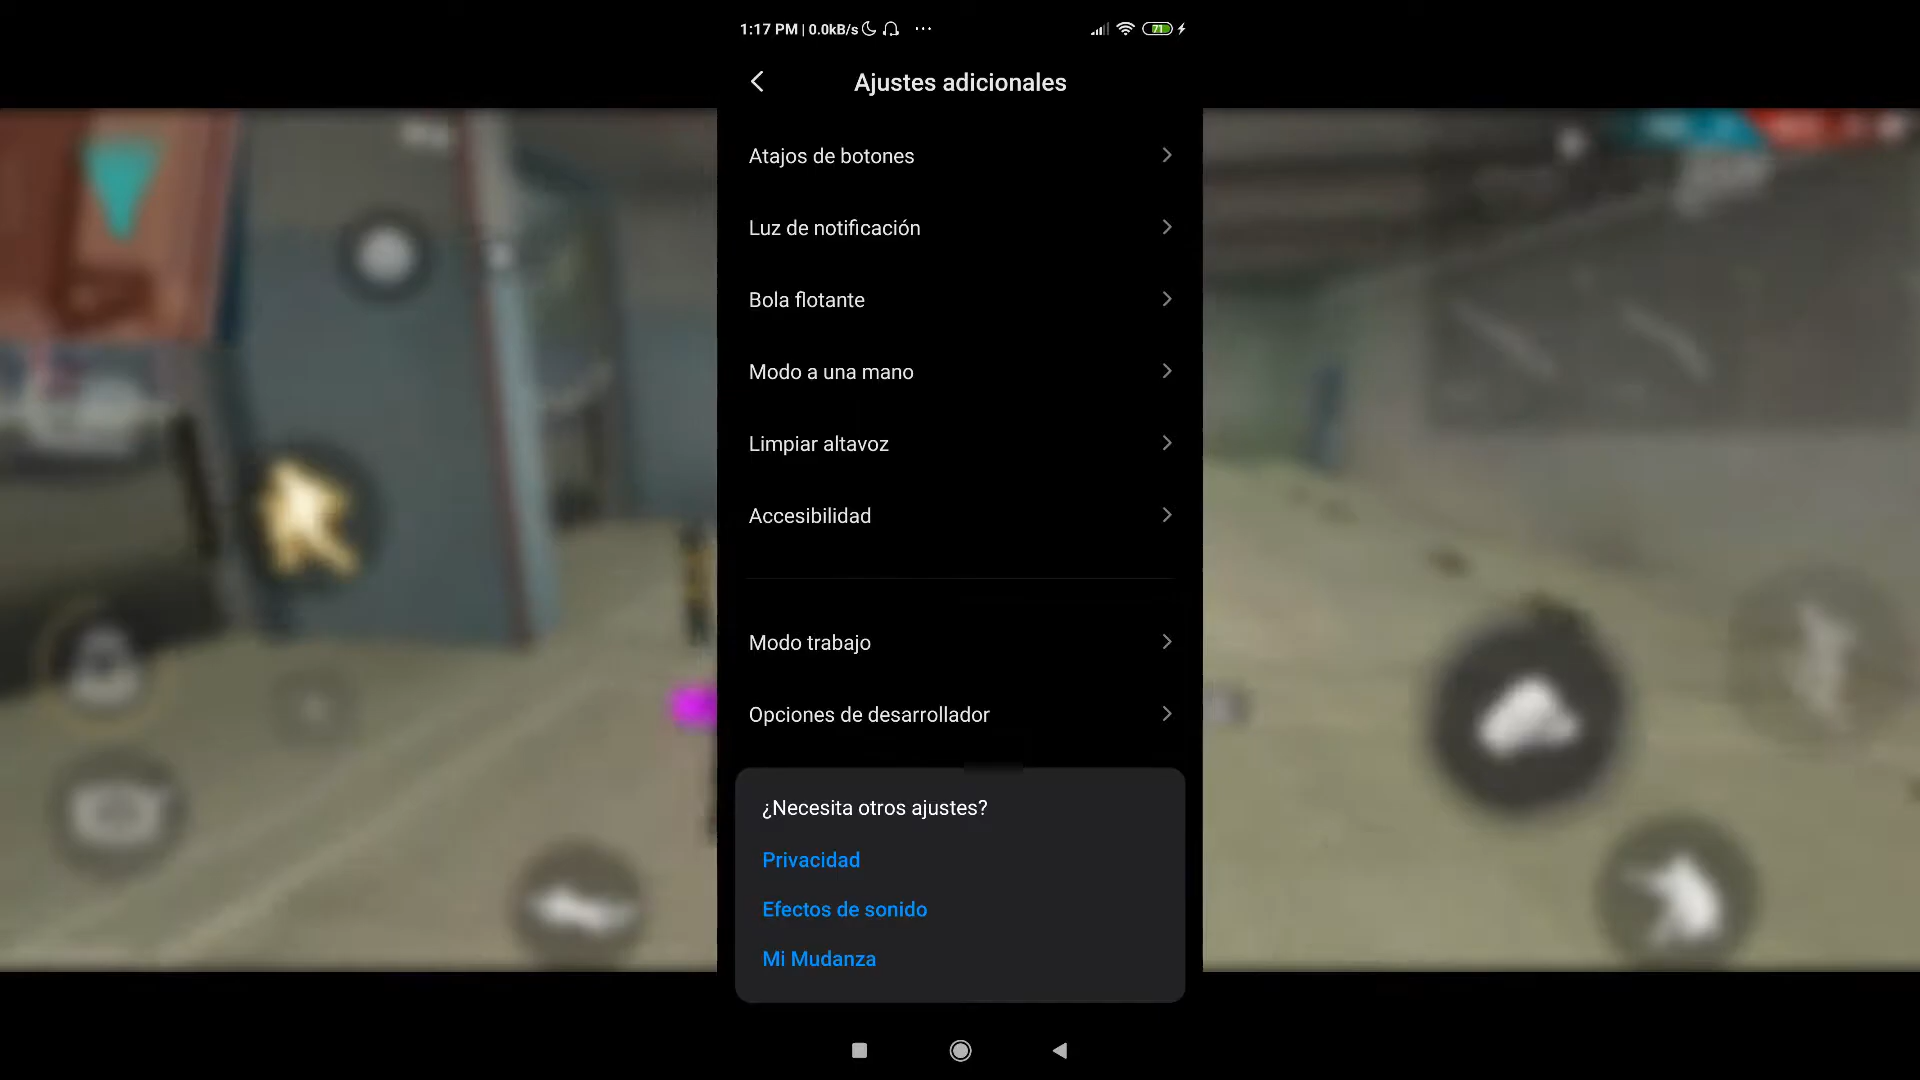 1:17 PM | 0.0kB/s ... 71
Ajustes adicionales
Atajos de botones
Luz de notificación
Bola flotante
Modo a una mano
Limpiar altavoz
Accesibilidad
Modo trabajo
Opciones de desarrollador
¿Necesita otros ajustes?
Privacidad
Efectos de sonido
Mi Mudanza